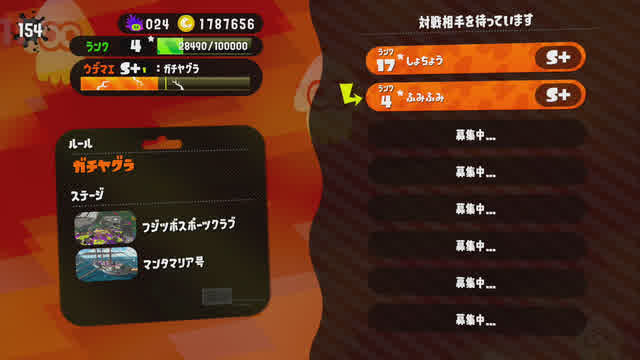 154
024 1787656
ランク 4★ 28490/100000
ウデマエ S+1 : ガチヤグラ
ルール
ガチヤグラ
ステージ
フジツボスポーツクラブ
マンタマリア号
対戦相手を待っています
ランク 17★ しょちょう S+
ランク 4★ ふみふみ S+
募集中...
募集中...
募集中...
募集中...
募集中...
募集中...